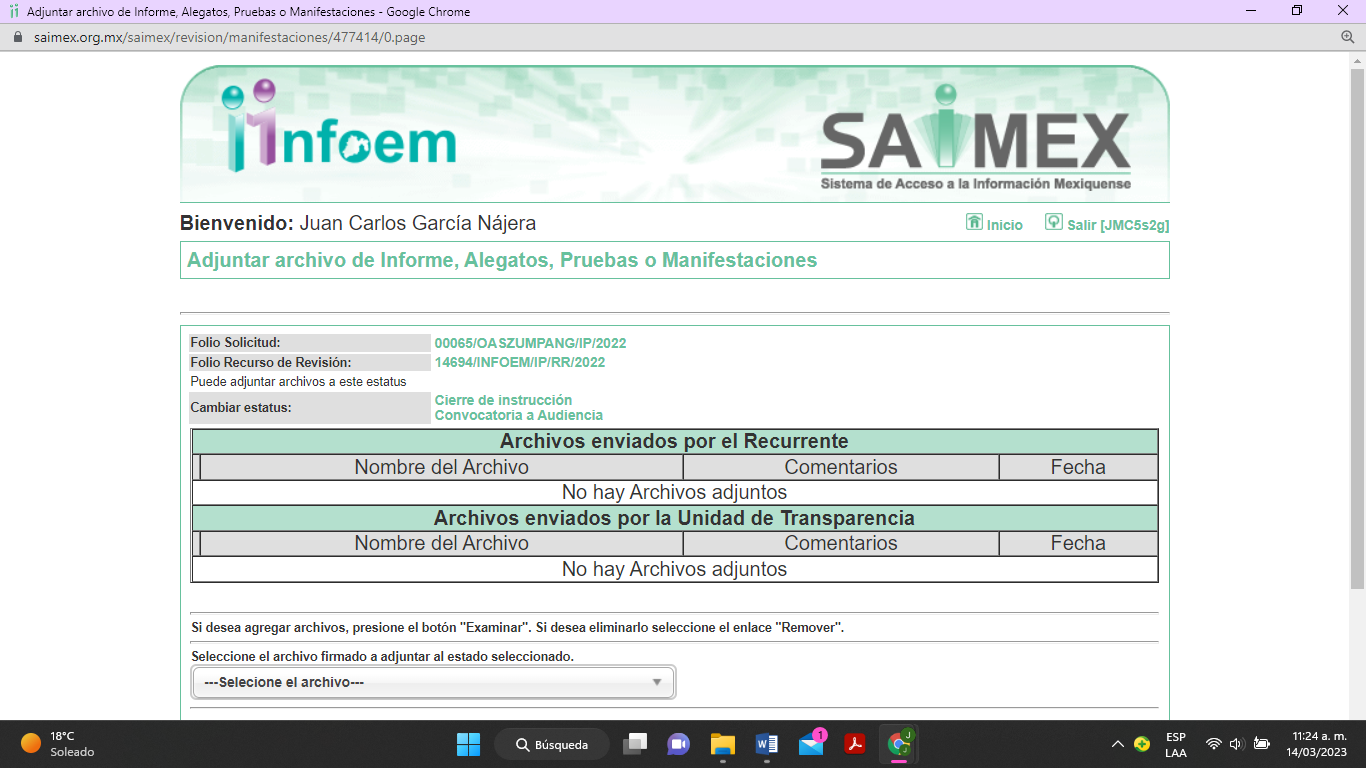 Adjuntar archivo de Informe, Alegatos, Pruebas o Manifestaciones - Google Chrome
saimex.org.mx/saimex/revision/manifestaciones/477414/0.page
infoem
SAIMEX
Sistema de Acceso a la Información Mexiquense
Bienvenido: Juan Carlos García Nájera
Inicio
Salir [JMC5s2g]
Adjuntar archivo de Informe, Alegatos, Pruebas o Manifestaciones
Folio Solicitud: 00065/OASZUMPANG/IP/2022
Folio Recurso de Revisión: 14694/INFOEM/IP/RR/2022
Puede adjuntar archivos a este estatus
Cambiar estatus: Cierre de instrucción
Convocatoria a Audiencia
Archivos enviados por el Recurrente
Nombre del Archivo Comentarios Fecha
No hay Archivos adjuntos
Archivos enviados por la Unidad de Transparencia
Nombre del Archivo Comentarios Fecha
No hay Archivos adjuntos
Si desea agregar archivos, presione el botón "Examinar". Si desea eliminarlo seleccione el enlace "Remover".
Seleccione el archivo firmado a adjuntar al estado seleccionado.
---Selecione el archivo---
18°C
Soleado
Búsqueda
1
J
ESP
LAA
11:24 a. m.
14/03/2023